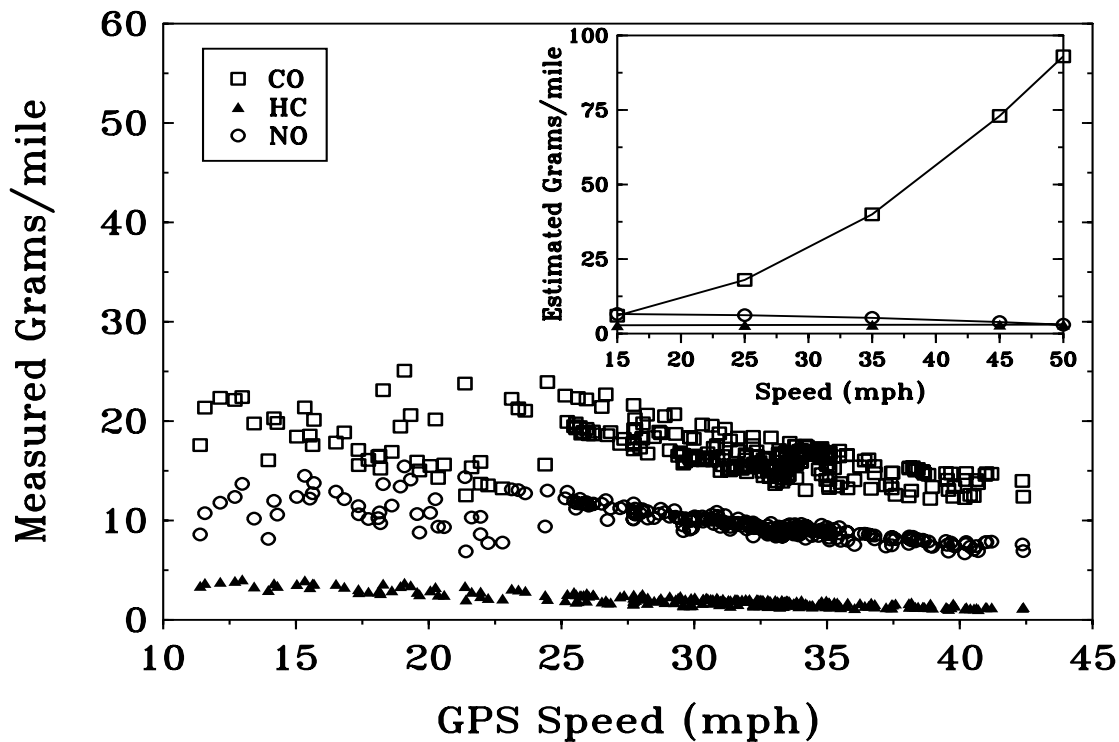 Measured Grams/mile
60
50
40
30
20
10
0
CO
HC
NO
Estimated Grams/mile
100
75
50
25
0
15 20 25 30 35 40 45 50
Speed (mph)
10 15 20 25 30 35 40 45
GPS Speed (mph)